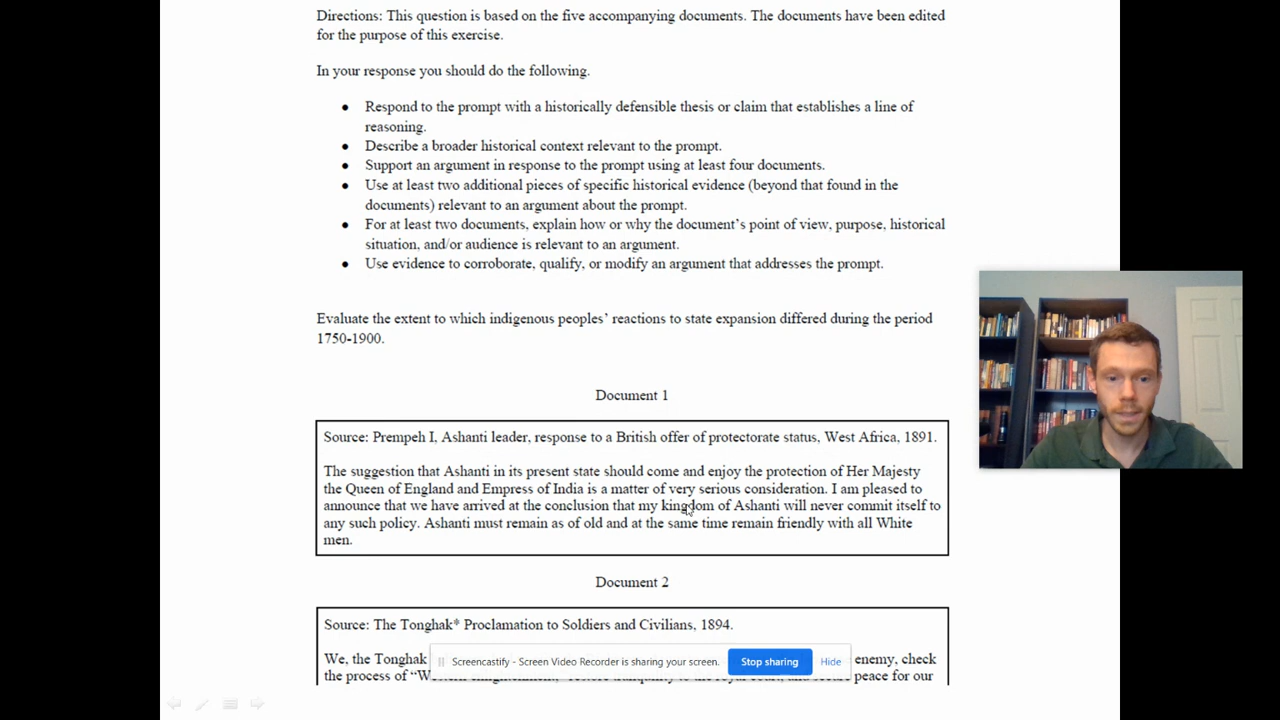 Directions: This question is based on the five accompanying documents. The documents have been edited
for the purpose of this exercise.
In your response you should do the following.
● Respond to the prompt with a historically defensible thesis or claim that establishes a line of
reasoning.
● Describe a broader historical context relevant to the prompt.
● Support an argument in response to the prompt using at least four documents.
● Use at least two additional pieces of specific historical evidence (beyond that found in the
documents) relevant to an argument about the prompt.
● For at least two documents, explain how or why the document's point of view, purpose, historical
situation, and/or audience is relevant to an argument.
● Use evidence to corroborate, qualify, or modify an argument that addresses the prompt.
Evaluate the extent to which indigenous peoples' reactions to state expansion differed during the period
1750-1900.
Document 1
Source: Prempeh I, Ashanti leader, response to a British offer of protectorate status, West Africa, 1891.
The suggestion that Ashanti in its present state should come and enjoy the protection of Her Majesty
the Queen of England and Empress of India is a matter of very serious consideration. I am pleased to
announce that we have arrived at the conclusion that my kingdom of Ashanti will never commit itself to
any such policy. Ashanti must remain as of old and at the same time remain friendly with all White
men.
Document 2
Source: The Tonghak* Proclamation to Soldiers and Civilians, 1894.
We, the Tonghak enemy, check
the process of peace for our
Screencastify - Screen Video Recorder is sharing your screen.
Stop sharing
Hide